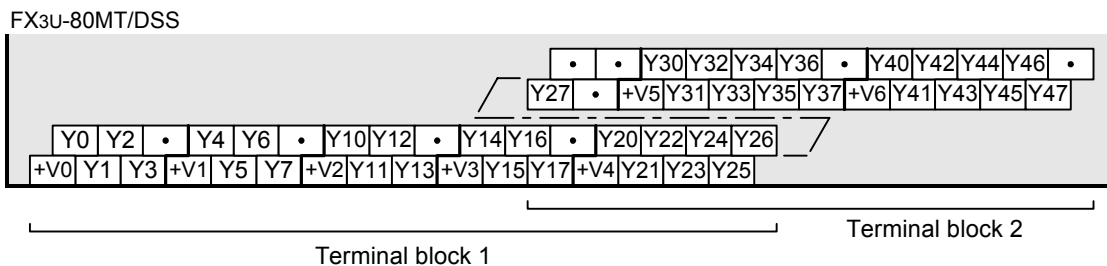 FX3U-80MT/DSS
• • Y30 Y32 Y34 Y36 • Y40 Y42 Y44 Y46 •
Y27 • +V5 Y31 Y33 Y35 Y37 +V6 Y41 Y43 Y45 Y47
Y0 Y2 • Y4 Y6 • Y10 Y12 • Y14 Y16 • Y20 Y22 Y24 Y26
+V0 Y1 Y3 +V1 Y5 Y7 +V2 Y11 Y13 +V3 Y15 Y17 +V4 Y21 Y23 Y25
Terminal block 2
Terminal block 1